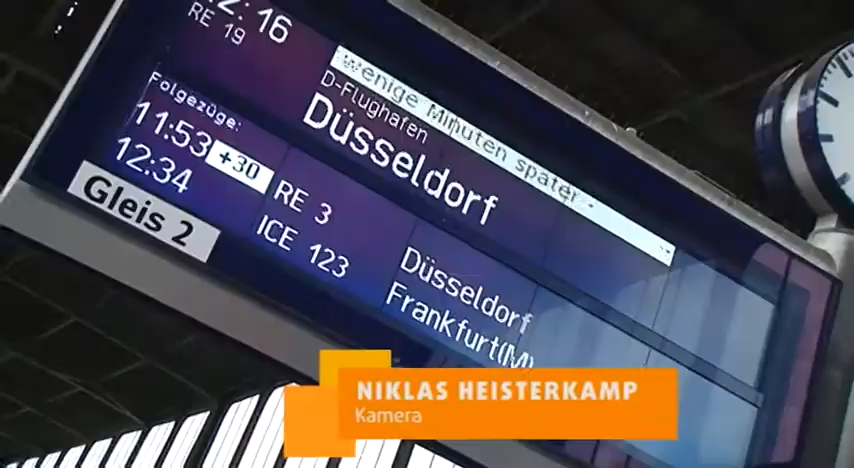 12:16
RE 19
- Wenige Minuten später -
D-Flughafen
Düsseldorf
Folgezüge:
11:53 +30 RE 3 Düsseldorf
12:34 ICE 123 Frankfurt(M)
Gleis 2
NIKLAS HEISTERKAMP
Kamera